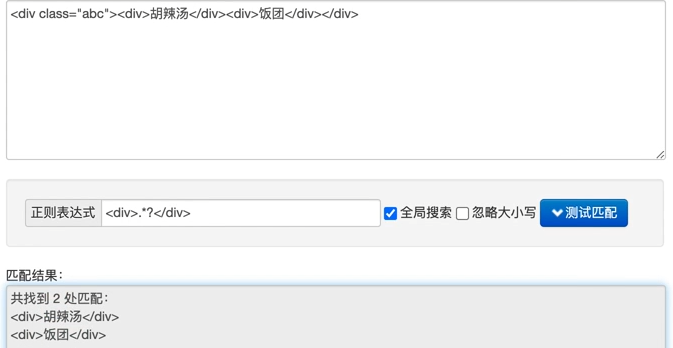 <div class="abc"><div>胡辣汤</div><div>饭团</div></div>
正则表达式 <div>.*?</div> 全局搜索 忽略大小写 测试匹配
匹配结果：
共找到 2 处匹配：
<div>胡辣汤</div>
<div>饭团</div>